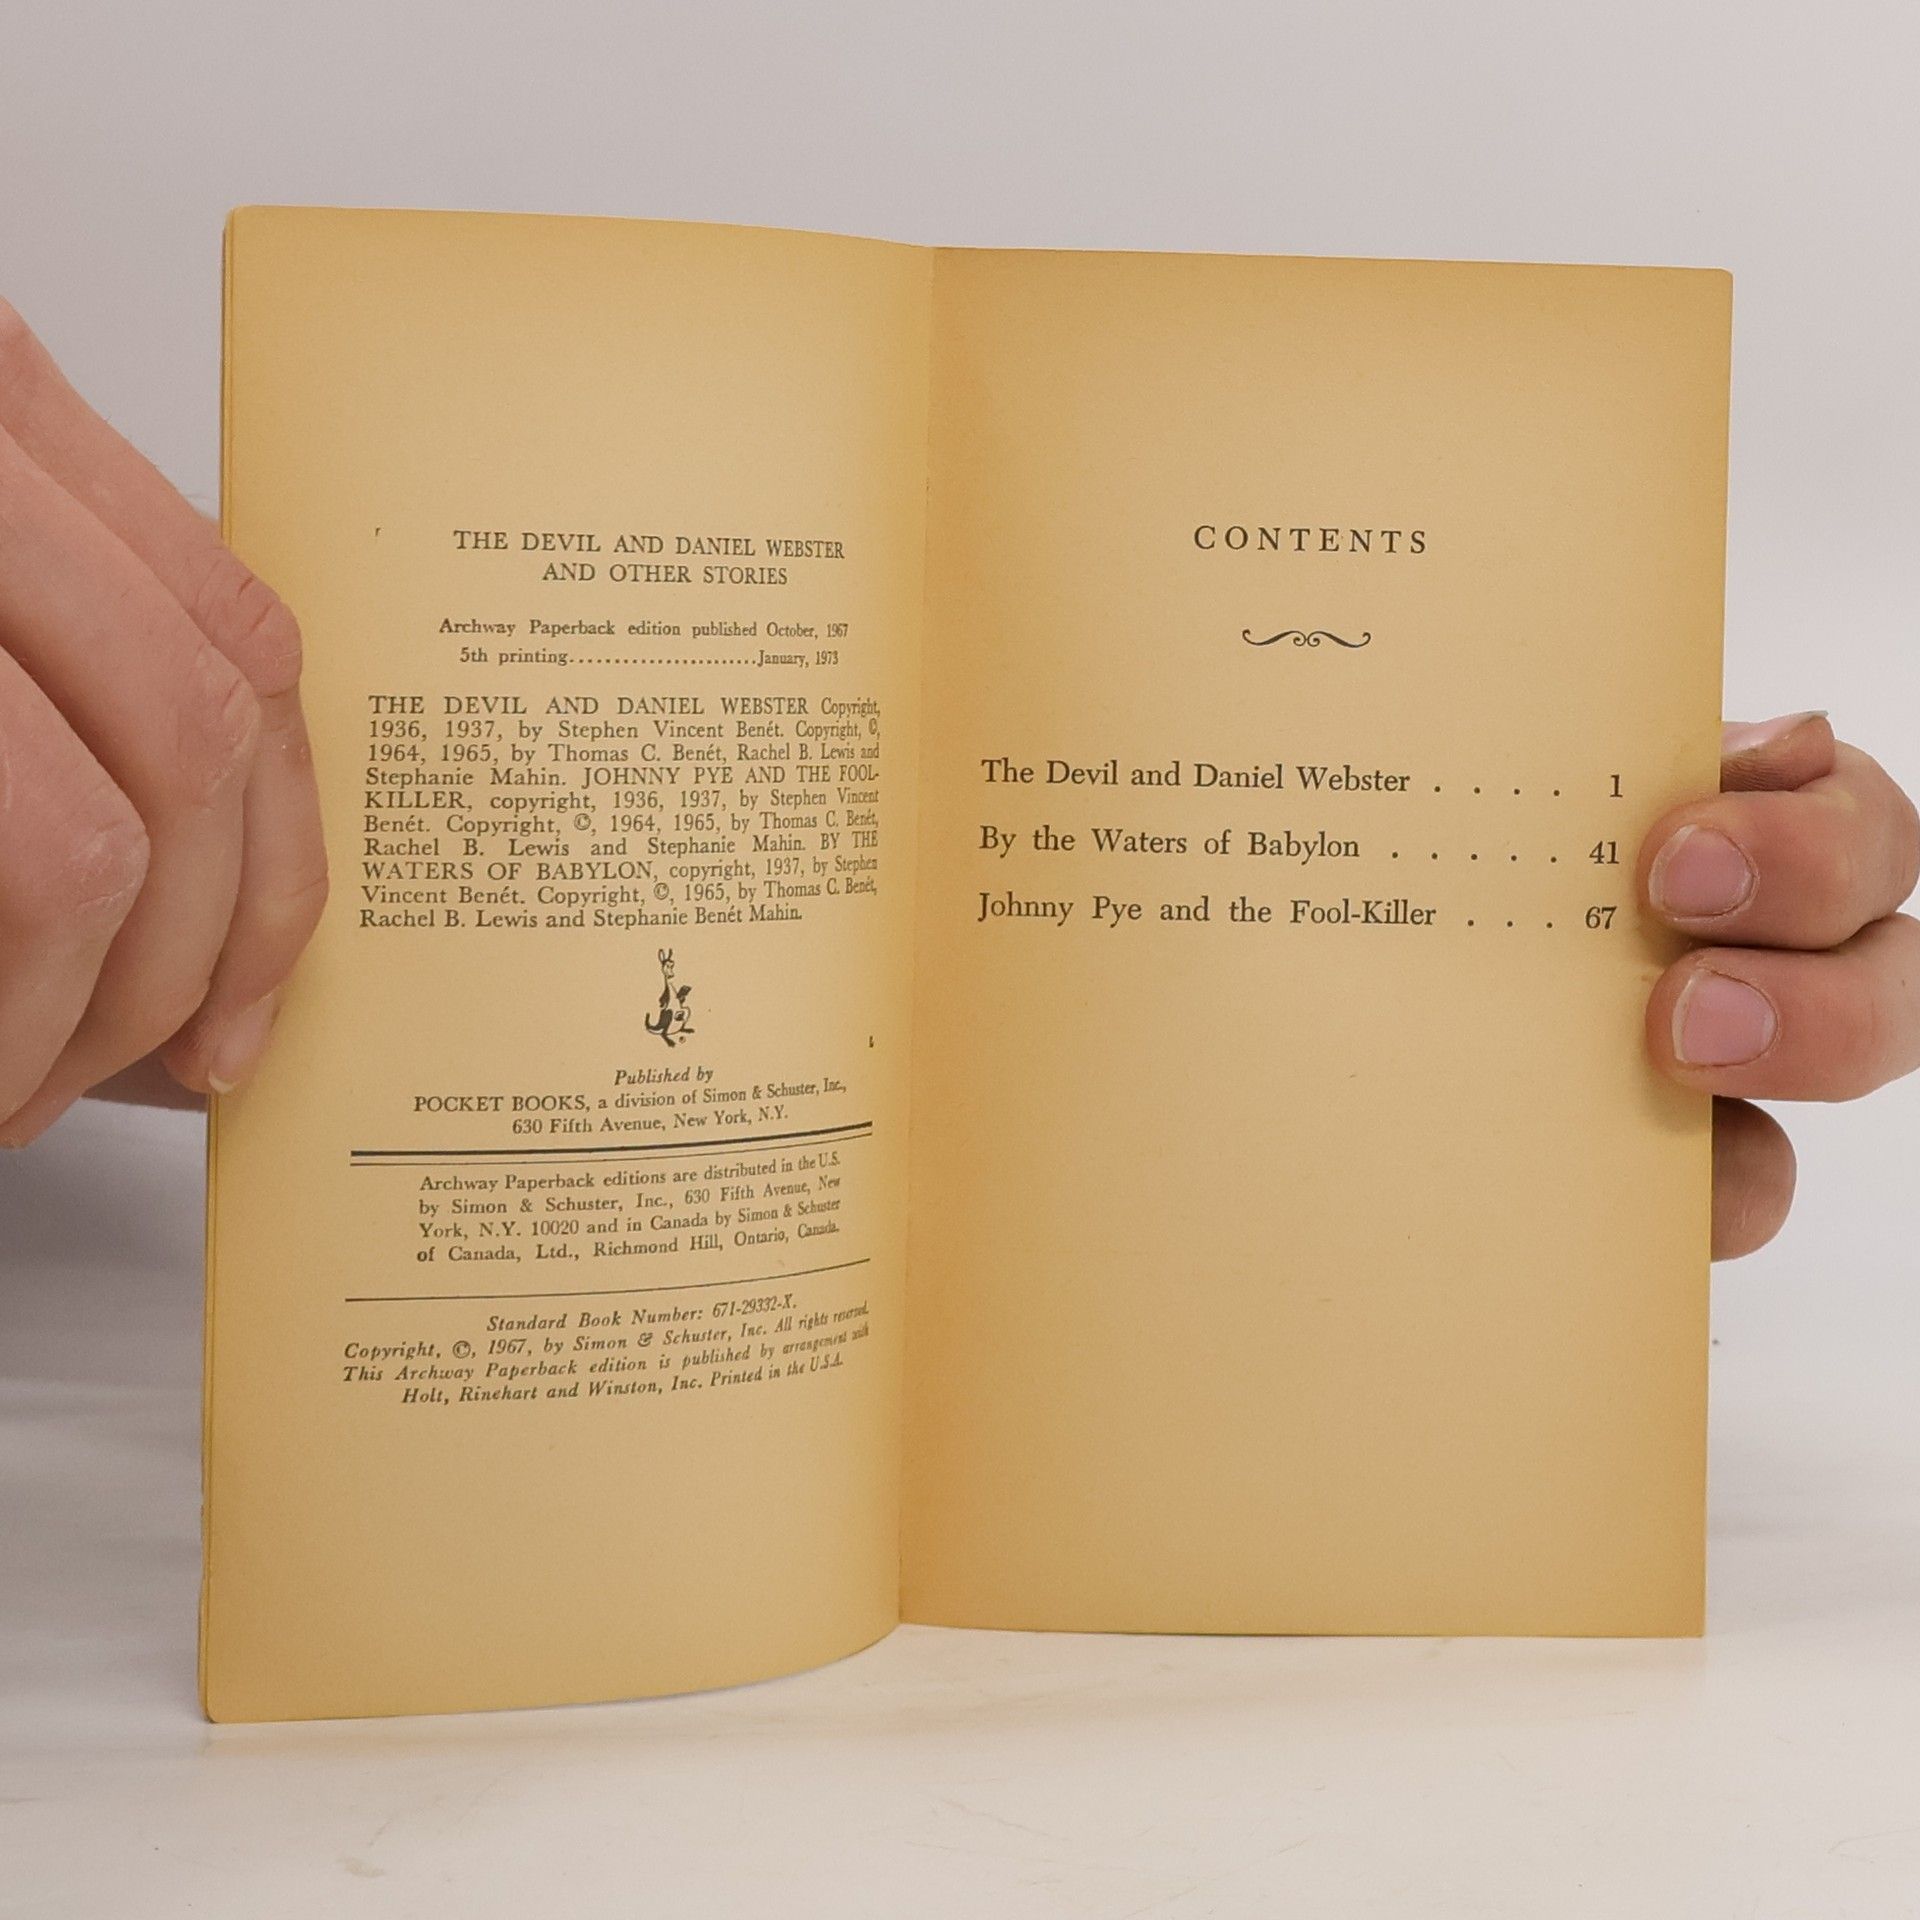 THE DEVIL AND DANIEL WEBSTER
AND OTHER STORIES
Archway Paperback edition published October, 1967
5th printing.......................January, 1973
THE DEVIL AND DANIEL WEBSTER Copyright,
1936, 1937, by Stephen Vincent Benét. Copyright, ©,
1964, 1965, by Thomas C. Benét, Rachel B. Lewis and
Stephanie Mahin. JOHNNY PYE AND THE FOOL-
KILLER, copyright, 1936, 1937, by Stephen Vincent
Benét. Copyright, ©, 1964, 1965, by Thomas C. Benét,
Rachel B. Lewis and Stephanie Mahin. BY THE
WATERS OF BABYLON, copyright, 1937, by Stephen
Vincent Benét. Copyright, ©, 1965, by Thomas C. Benét,
Rachel B. Lewis and Stephanie Benét Mahin.
Published by
POCKET BOOKS, a division of Simon & Schuster, Inc.,
630 Fifth Avenue, New York, N.Y.
Archway Paperback editions are distributed in the U.S.
by Simon & Schuster, Inc., 630 Fifth Avenue, New
York, N.Y. 10020 and in Canada by Simon & Schuster
of Canada, Ltd., Richmond Hill, Ontario, Canada.
Standard Book Number: 671-29332-X.
Copyright, ©, 1967, by Simon & Schuster, Inc. All rights reserved.
This Archway Paperback edition is published by arrangement with
Holt, Rinehart and Winston, Inc. Printed in the U.S.A.
CONTENTS
The Devil and Daniel Webster . . . . 1
By the Waters of Babylon . . . . . 41
Johnny Pye and the Fool-Killer . . . 67